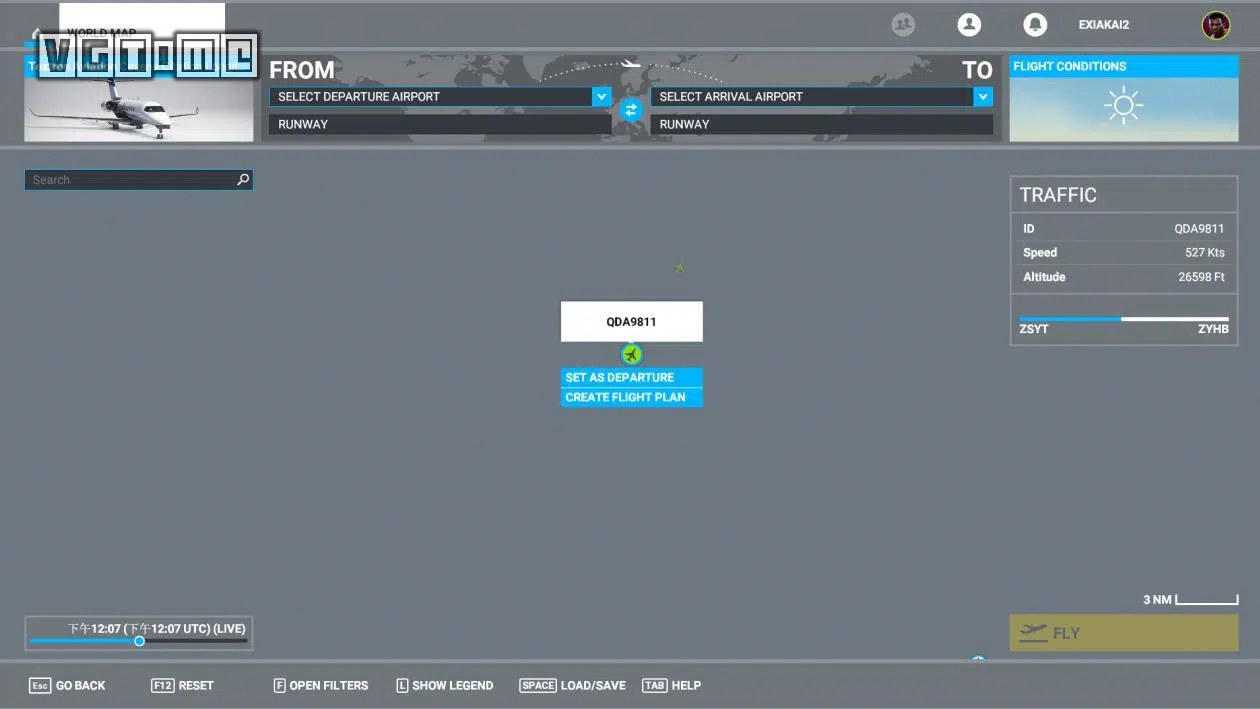 WORLD MAP
VGTIME
EXIAKAI2
FROM
TO
FLIGHT CONDITIONS
SELECT DEPARTURE AIRPORT
SELECT ARRIVAL AIRPORT
RUNWAY
RUNWAY
Search
TRAFFIC
ID QDA9811
Speed 527 Kts
Altitude 26598 Ft
ZSYT ZYHB
QDA9811
SET AS DEPARTURE
CREATE FLIGHT PLAN
3 NM
下午12:07 (下午12:07 UTC) (LIVE)
FLY
Esc GO BACK
F12 RESET
F OPEN FILTERS
L SHOW LEGEND
SPACE LOAD/SAVE
TAB HELP